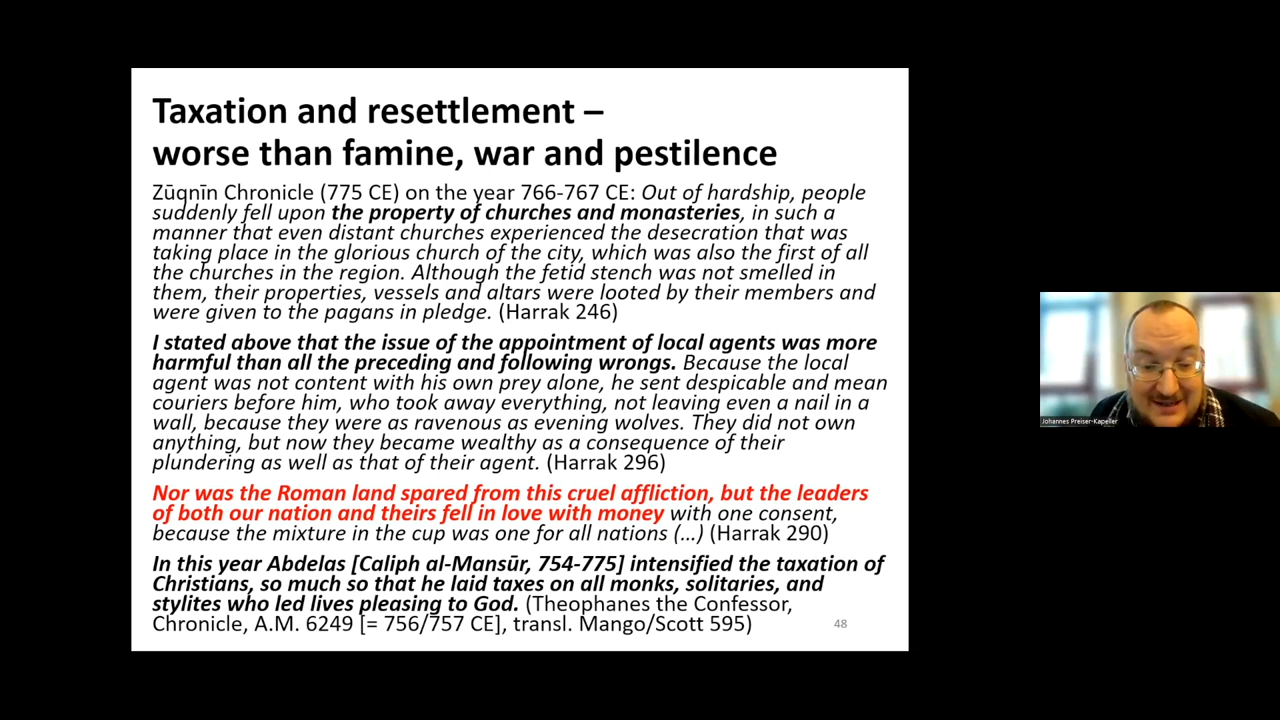 Taxation and resettlement –
worse than famine, war and pestilence
Zūqnīn Chronicle (775 CE) on the year 766-767 CE: Out of hardship, people
suddenly fell upon the property of churches and monasteries, in such a
manner that even distant churches experienced the desecration that was
taking place in the glorious church of the city, which was also the first of all
the churches in the region. Although the fetid stench was not smelled in
them, their properties, vessels and altars were looted by their members and
were given to the pagans in pledge. (Harrak 246)
I stated above that the issue of the appointment of local agents was more
harmful than all the preceding and following wrongs. Because the local
agent was not content with his own prey alone, he sent despicable and mean
couriers before him, who took away everything, not leaving even a nail in a
wall, because they were as ravenous as evening wolves. They did not own
anything, but now they became wealthy as a consequence of their
plundering as well as that of their agent. (Harrak 296)
Nor was the Roman land spared from this cruel affliction, but the leaders
of both our nation and theirs fell in love with money with one consent,
because the mixture in the cup was one for all nations (…) (Harrak 290)
In this year Abdelas [Caliph al-Mansūr, 754-775] intensified the taxation of
Christians, so much so that he laid taxes on all monks, solitaries, and
stylites who led lives pleasing to God. (Theophanes the Confessor,
Chronicle, A.M. 6249 [= 756/757 CE], transl. Mango/Scott 595)
48
Johannes Preiser-Kapeller